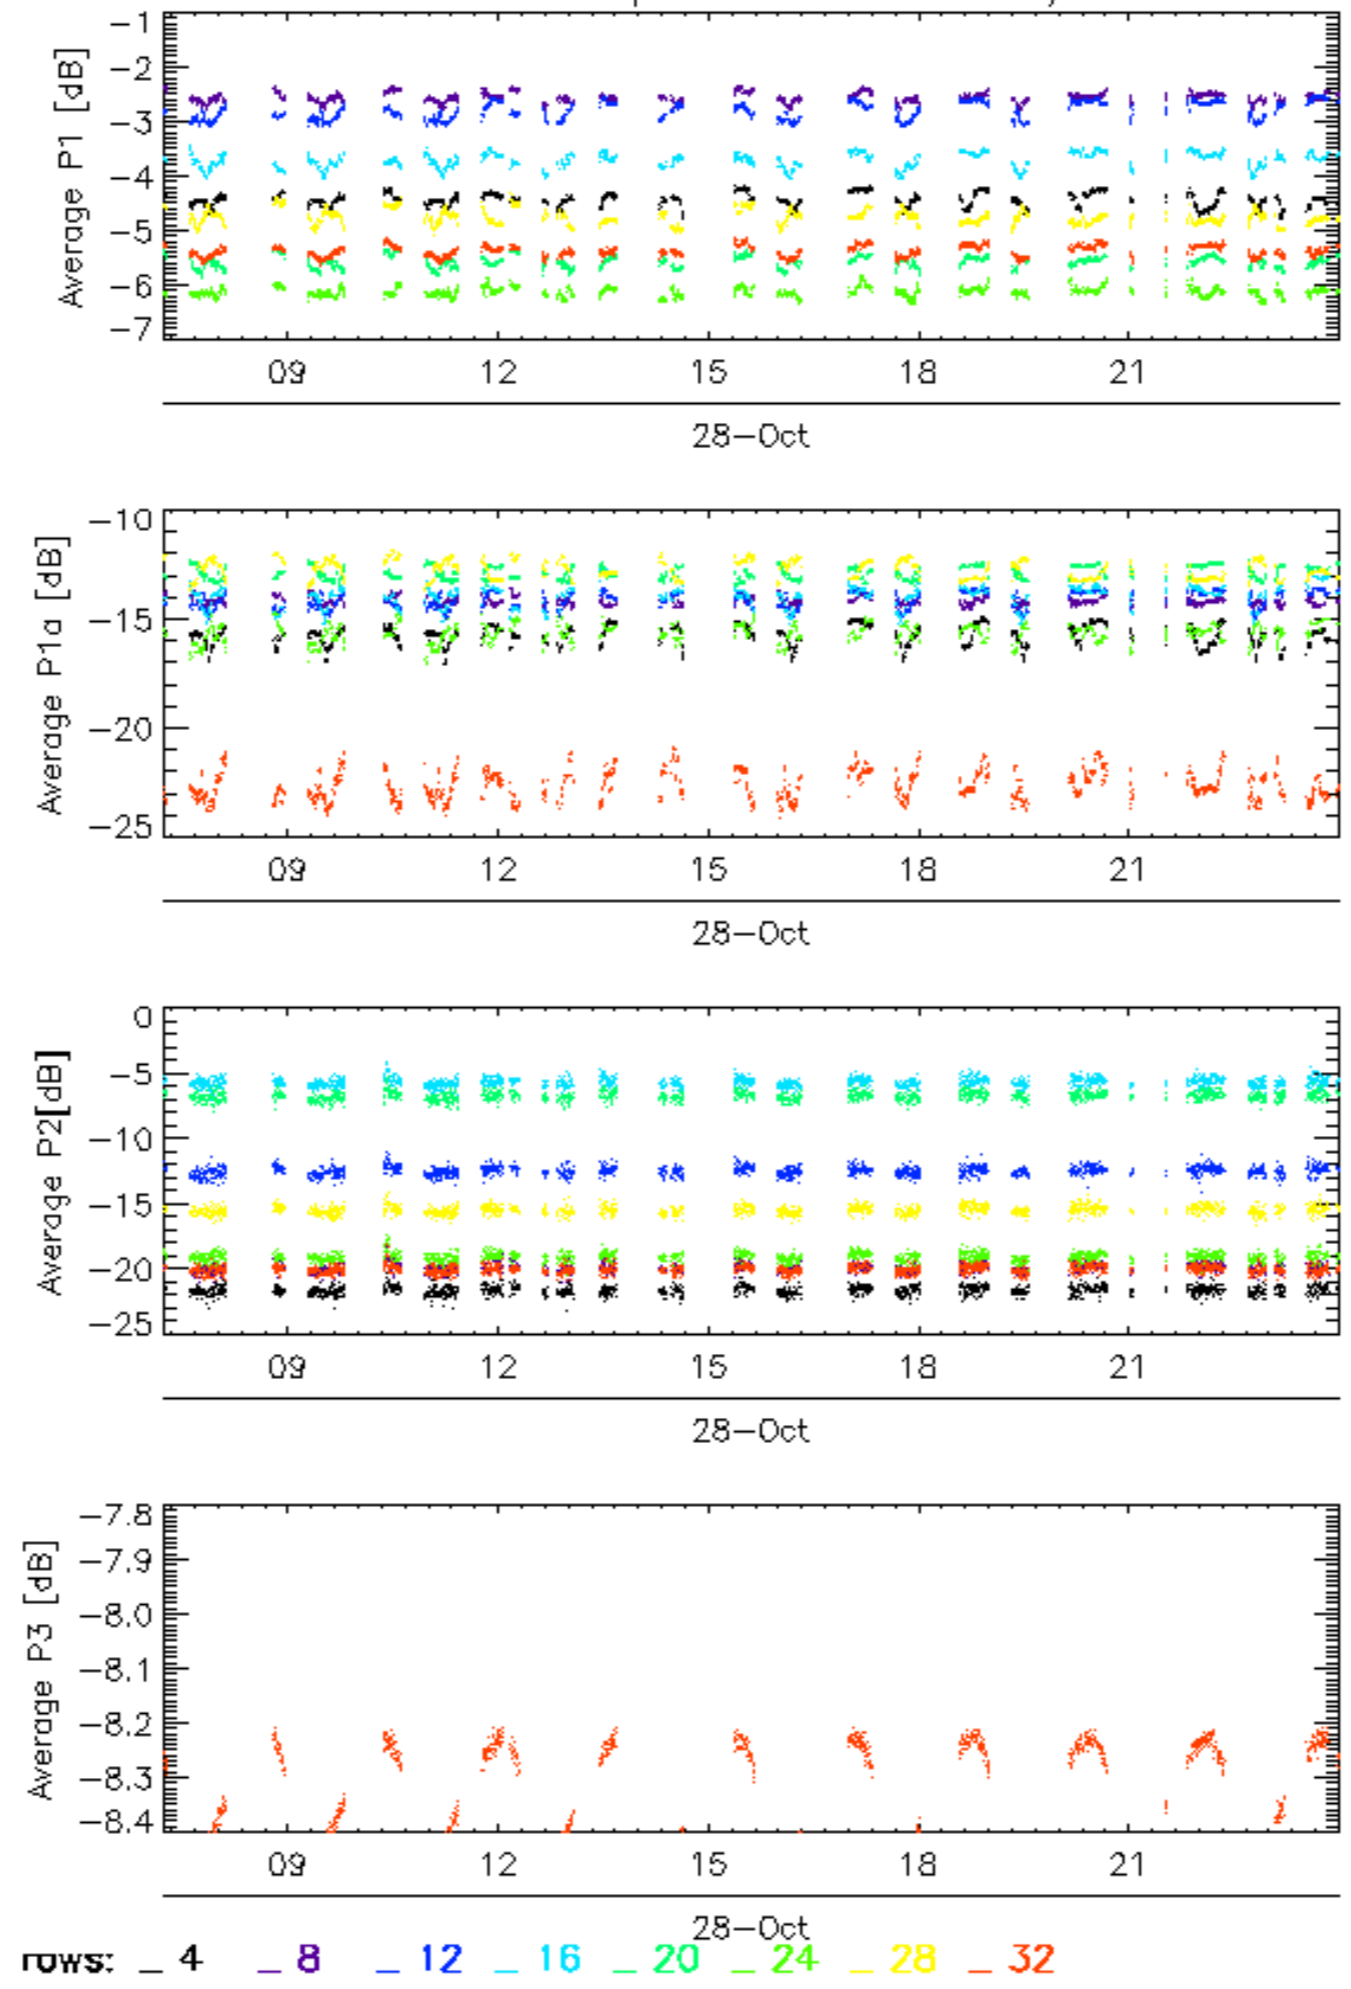 Average P1 [dB]
-1
-2
-3
-4
-5
-6
-7
09 12 15 18 21
28-Oct
Average P1a [dB]
-10
-15
-20
-25
09 12 15 18 21
28-Oct
Average P2[dB]
0
-5
-10
-15
-20
-25
09 12 15 18 21
28-Oct
Average P3 [dB]
-7.8
-7.9
-8.0
-8.1
-8.2
-8.3
-8.4
09 12 15 18 21
28-Oct
rows: _ 4 _ 8 _ 12 _ 16 _ 20 _ 24 _ 28 _ 32